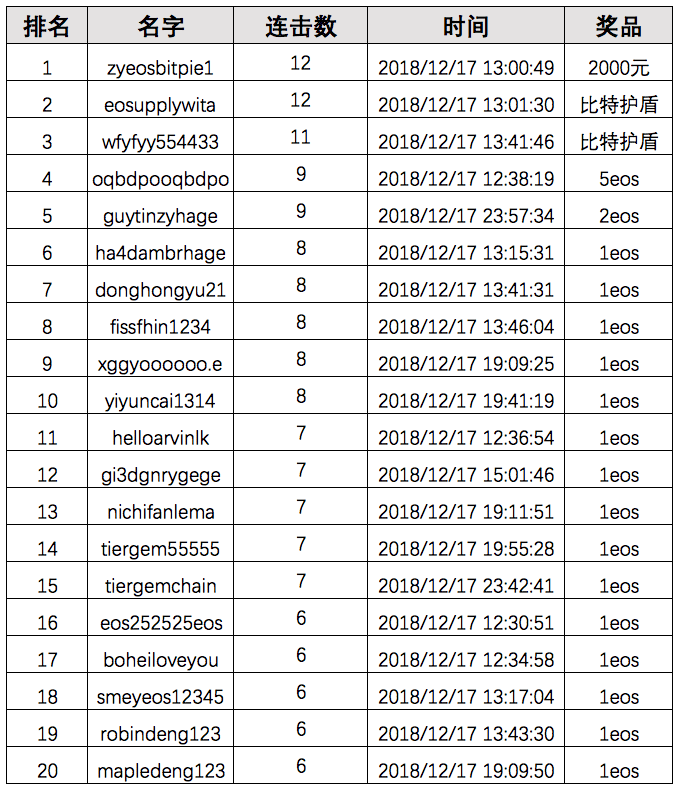 排名 名字 连击数 时间 奖品
1 zyeosbitpie1 12 2018/12/17 13:00:49 2000元
2 eosupplywita 12 2018/12/17 13:01:30 比特护盾
3 wfyfyy554433 11 2018/12/17 13:41:46 比特护盾
4 oqbdpooqbdpo 9 2018/12/17 12:38:19 5eos
5 guytinzyhage 9 2018/12/17 23:57:34 2eos
6 ha4dambrhage 8 2018/12/17 13:15:31 1eos
7 donghongyu21 8 2018/12/17 13:41:31 1eos
8 fissfhin1234 8 2018/12/17 13:46:04 1eos
9 xggyoooooo.e 8 2018/12/17 19:09:25 1eos
10 yiyuncai1314 8 2018/12/17 19:41:19 1eos
11 helloarvinlk 7 2018/12/17 12:36:54 1eos
12 gi3dgnrygege 7 2018/12/17 15:01:46 1eos
13 nichifanlema 7 2018/12/17 19:11:51 1eos
14 tiergem55555 7 2018/12/17 19:55:28 1eos
15 tiergemchain 7 2018/12/17 23:42:41 1eos
16 eos252525eos 6 2018/12/17 12:30:51 1eos
17 boheiloveyou 6 2018/12/17 12:34:58 1eos
18 smeyeos12345 6 2018/12/17 13:17:04 1eos
19 robindeng123 6 2018/12/17 13:43:30 1eos
20 mapledeng123 6 2018/12/17 19:09:50 1eos